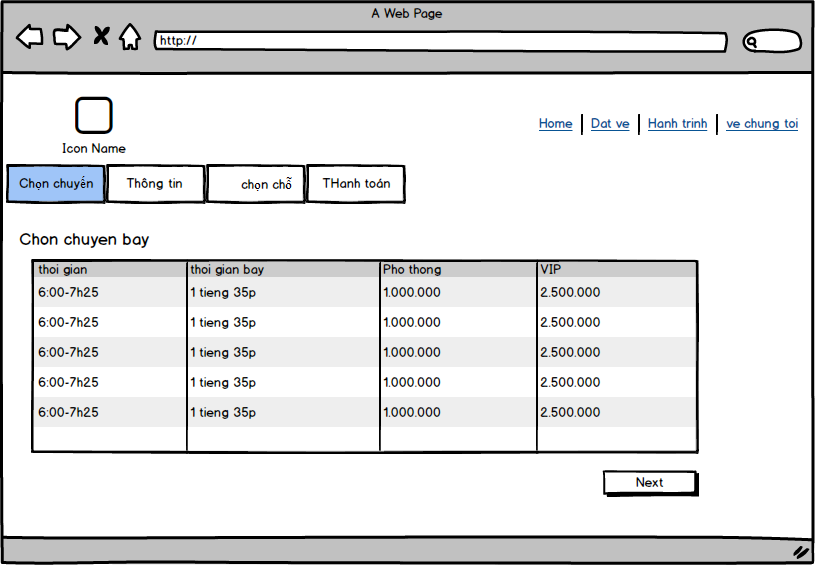 A Web Page
http://
Icon Name
Home Dat ve Hanh trinh ve chung toi
Chọn chuyến Thông tin chọn chỗ THanh toán
Chon chuyen bay
thoi gian thoi gian bay Pho thong VIP
6:00-7h25 1 tieng 35p 1.000.000 2.500.000
6:00-7h25 1 tieng 35p 1.000.000 2.500.000
6:00-7h25 1 tieng 35p 1.000.000 2.500.000
6:00-7h25 1 tieng 35p 1.000.000 2.500.000
6:00-7h25 1 tieng 35p 1.000.000 2.500.000
Next